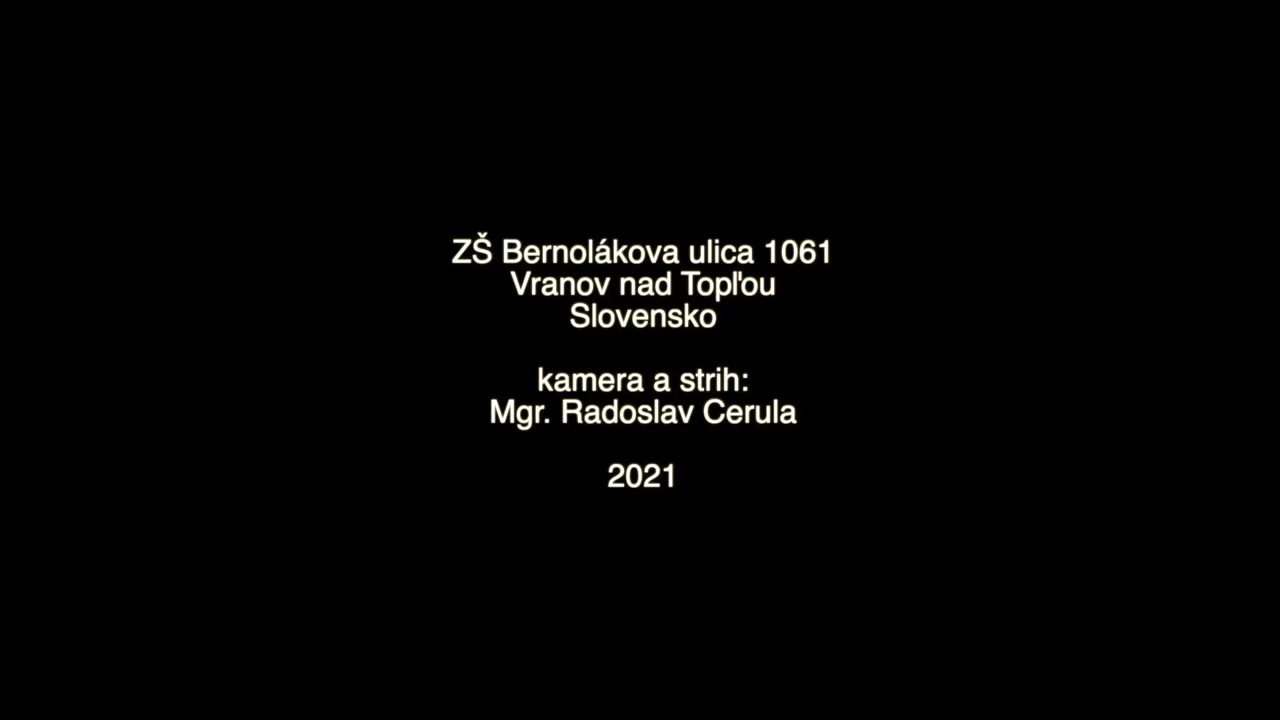 ZŠ Bernolákova ulica 1061
Vranov nad Topľou
Slovensko
kamera a strih:
Mgr. Radoslav Cerula
2021